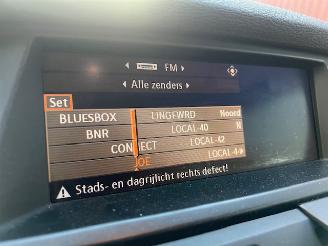 FM
Alle zenders
Set
BLUESBOX LINGEWRD Noord
BNR LOCAL-40 N
CONNECT LOCAL-42
JOE LOCAL-4
Stads- en dagrijlicht rechts defect!